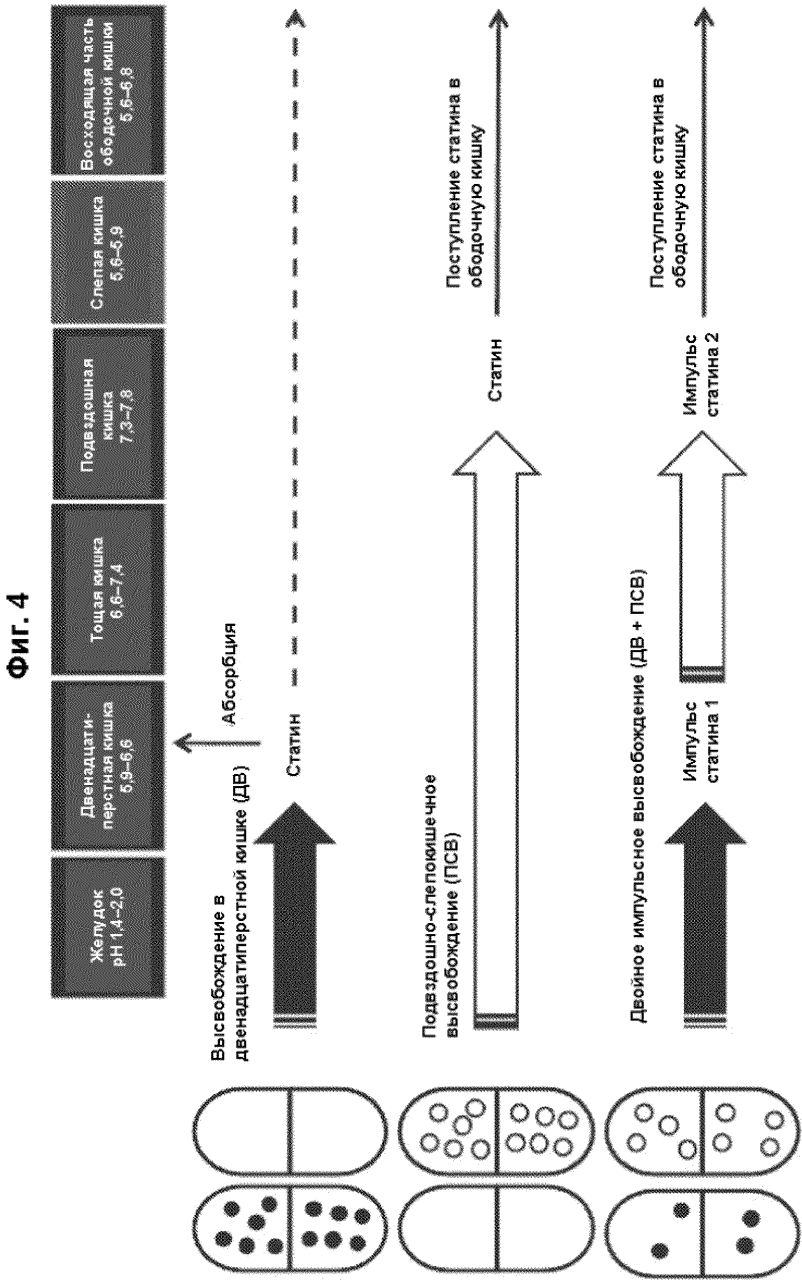 Фиг. 4
Желудок
pH 1,4–2,0
Двенадцати-
перстная кишка
5,9–6,6
Тощая кишка
6,6–7,4
Подвздошная
кишка
7,3–7,8
Слепая кишка
5,6–5,9
Восходящая часть
ободочной кишки
5,6–6,8
Высвобождение в
двенадцатиперстной кишке (ДВ)
Абсорбция
Статин
Подвздошно-слепокишечное
высвобождение (ПСВ)
Статин
Поступление статина в
ободочную кишку
Двойное импульсное высвобождение (ДВ + ПСВ)
Импульс
статина 1
Импульс
статина 2
Поступление статина в
ободочную кишку